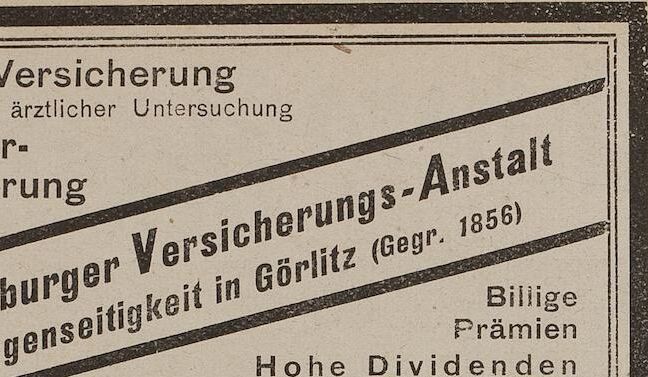 Versicherung
ärztlicher Untersuchung
r-
rung
burger Versicherungs-Anstalt
genseitigkeit in Görlitz (Gegr. 1856)
Billige
Prämien
Hohe Dividenden